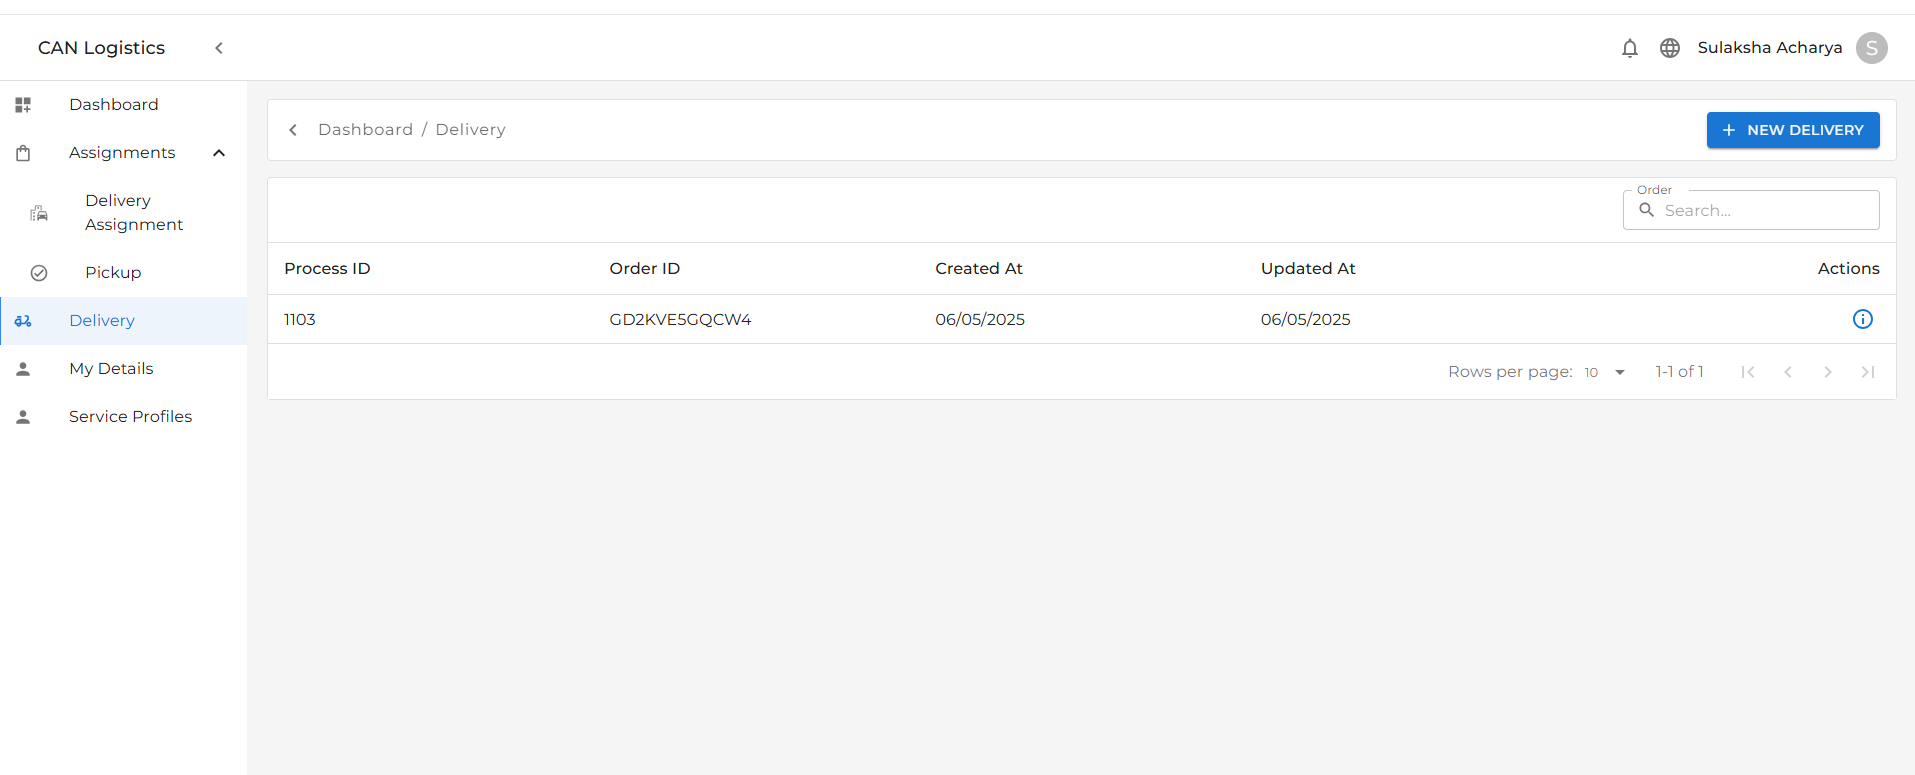 CAN Logistics
Sulaksha Acharya
S
Dashboard
Assignments
Delivery
Assignment
Pickup
Delivery
My Details
Service Profiles
Dashboard / Delivery
NEW DELIVERY
Order
Search...
Process ID Order ID Created At Updated At Actions
1103 GD2KVE5GQCW4 06/05/2025 06/05/2025
Rows per page: 10 1-1 of 1